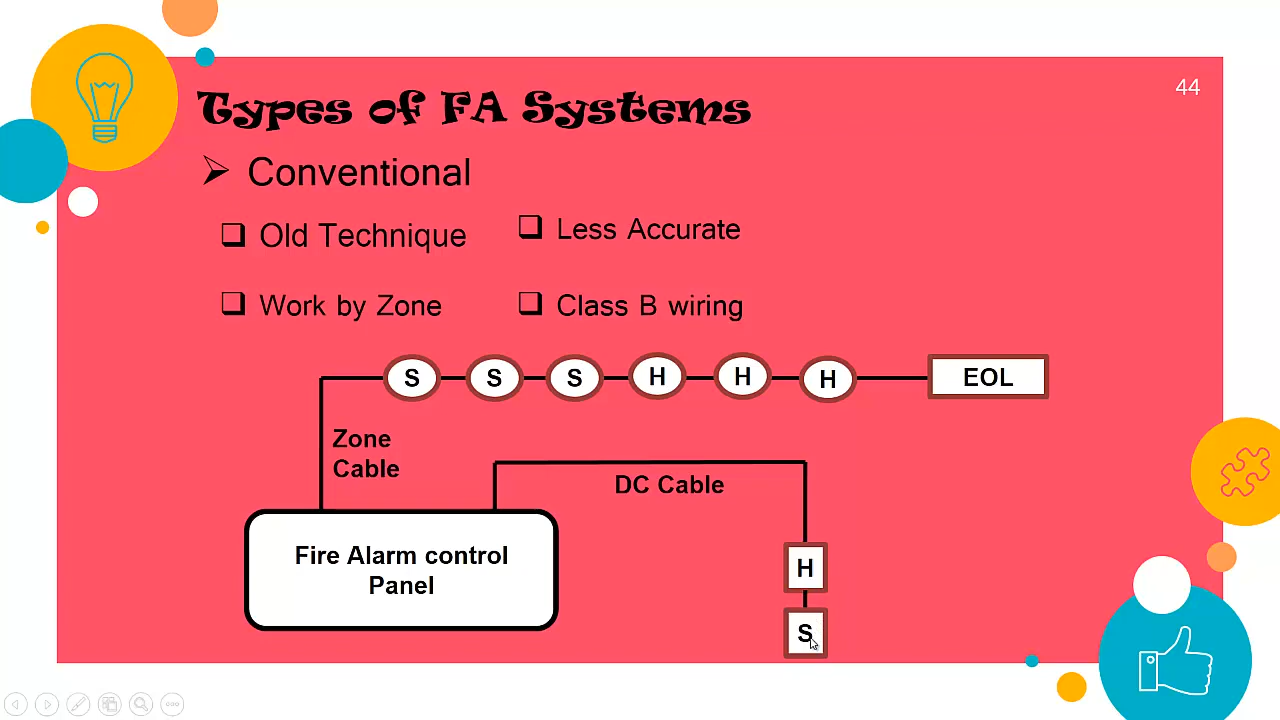 44
Types of FA Systems
Conventional
Old Technique
Less Accurate
Work by Zone
Class B wiring
S S S H H H EOL
Zone
Cable
DC Cable
Fire Alarm control
Panel
H
S